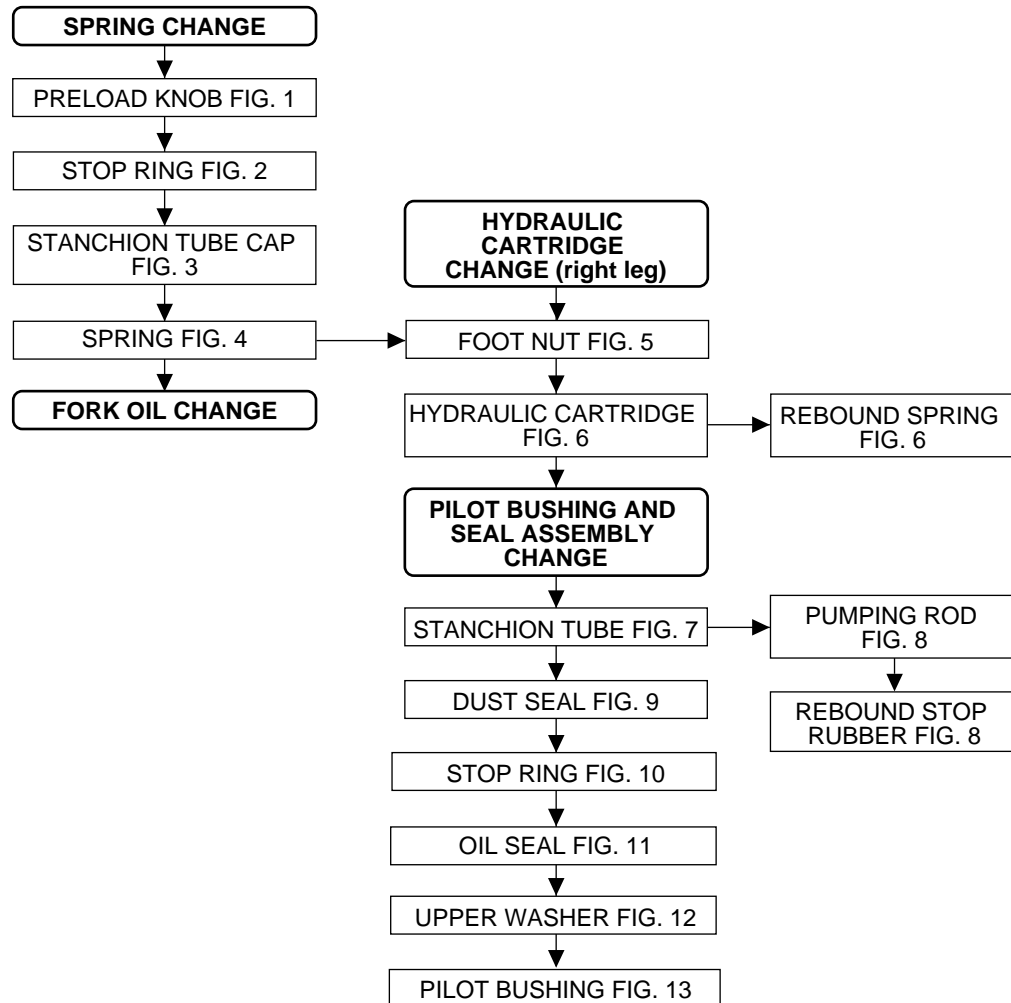 SPRING CHANGE
PRELOAD KNOB FIG. 1
STOP RING FIG. 2
STANCHION TUBE CAP
FIG. 3
SPRING FIG. 4
FORK OIL CHANGE
HYDRAULIC
CARTRIDGE
CHANGE (right leg)
FOOT NUT FIG. 5
HYDRAULIC CARTRIDGE
FIG. 6
REBOUND SPRING
FIG. 6
PILOT BUSHING AND
SEAL ASSEMBLY
CHANGE
STANCHION TUBE FIG. 7
PUMPING ROD
FIG. 8
REBOUND STOP
RUBBER FIG. 8
DUST SEAL FIG. 9
STOP RING FIG. 10
OIL SEAL FIG. 11
UPPER WASHER FIG. 12
PILOT BUSHING FIG. 13